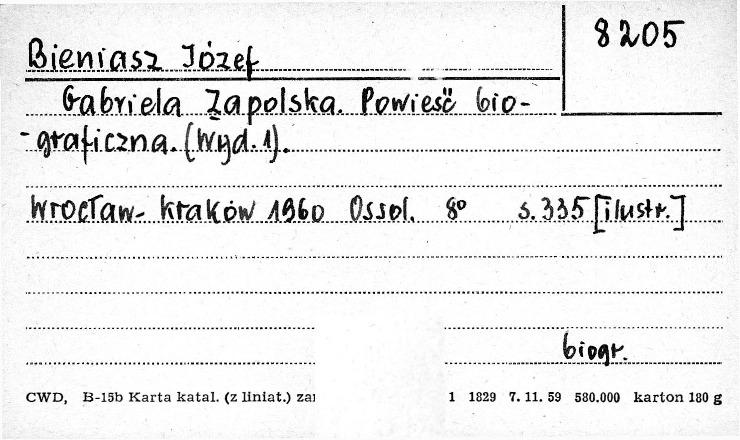 8205
Bieniasz Józef
Gabriela Zapolska. Powieść bio-
-graficzna. (Wyd. 1).
Wrocław- Kraków 1960 Ossol. 8° s. 335 [ilustr.]
biogr.
CWD, B-15b Karta katal. (z liniat.) 1 1829 7. 11. 59 580.000 karton 180 g